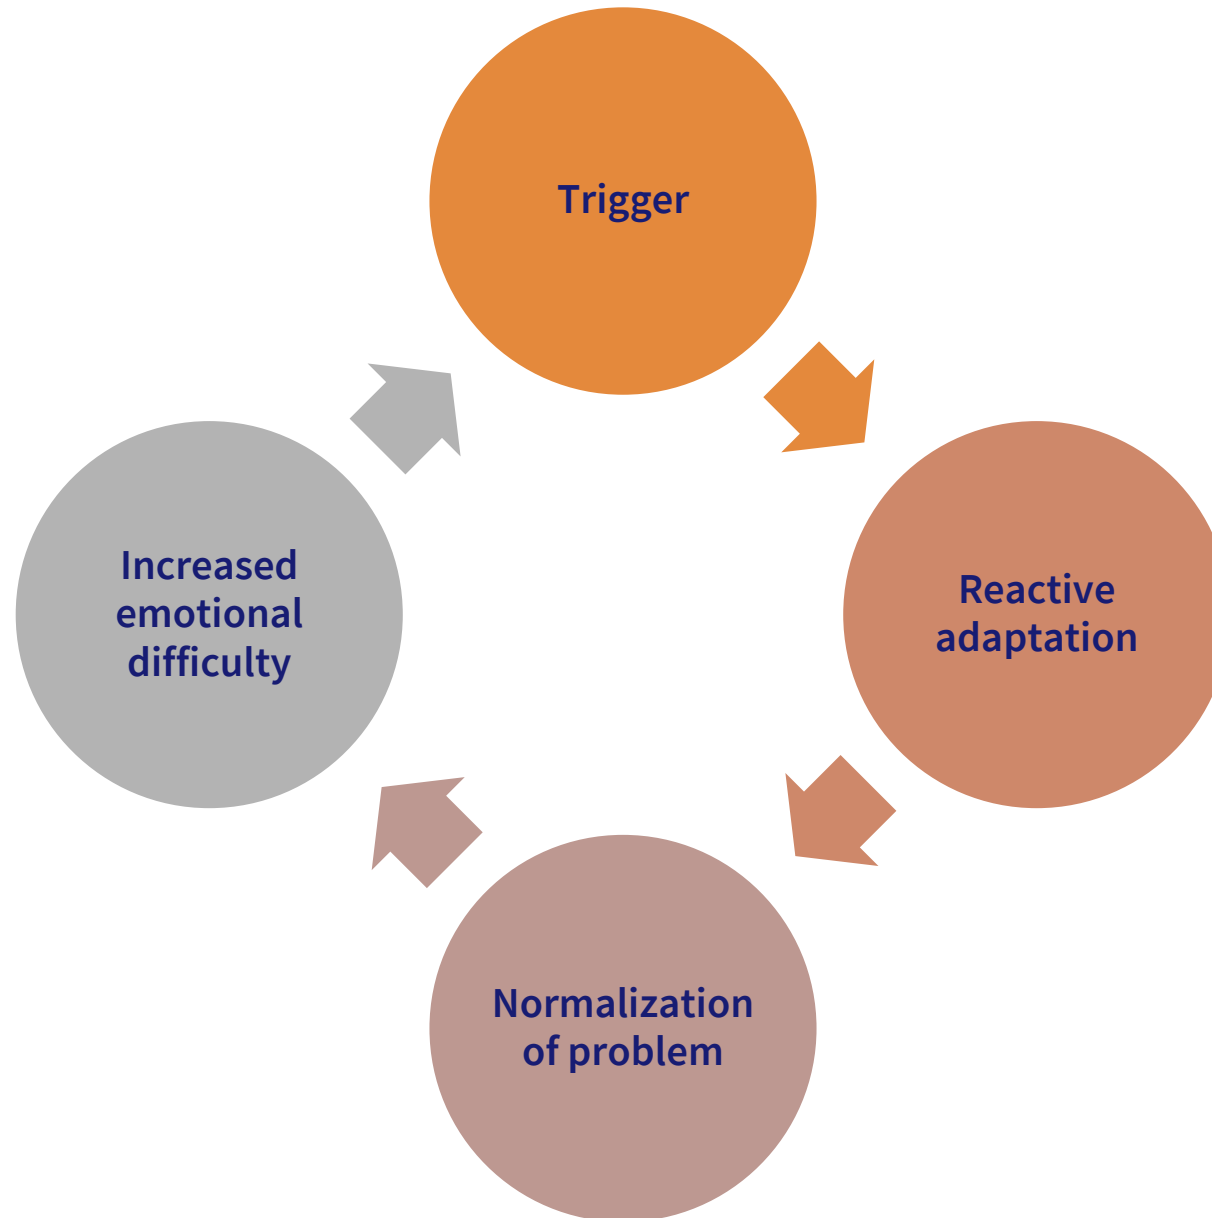 Trigger
Reactive
adaptation
Normalization
of problem
Increased
emotional
difficulty